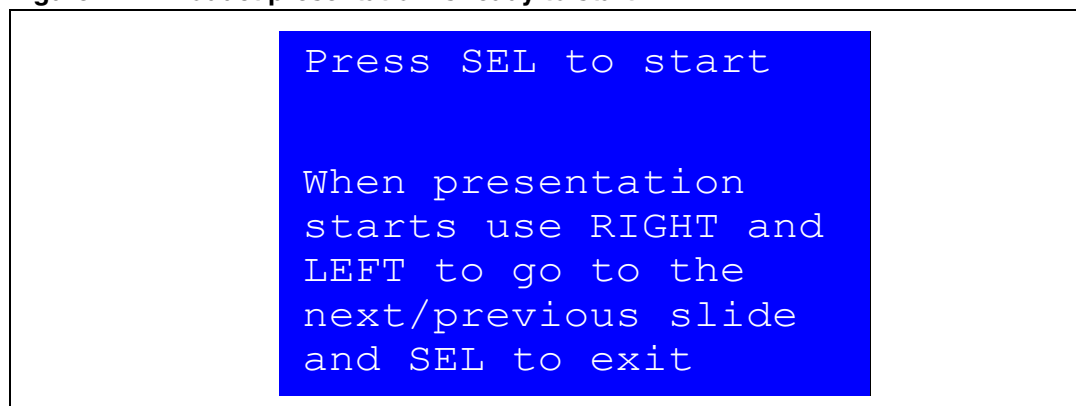 Press SEL to start
When presentation
starts use RIGHT and
LEFT to go to the
next/previous slide
and SEL to exit